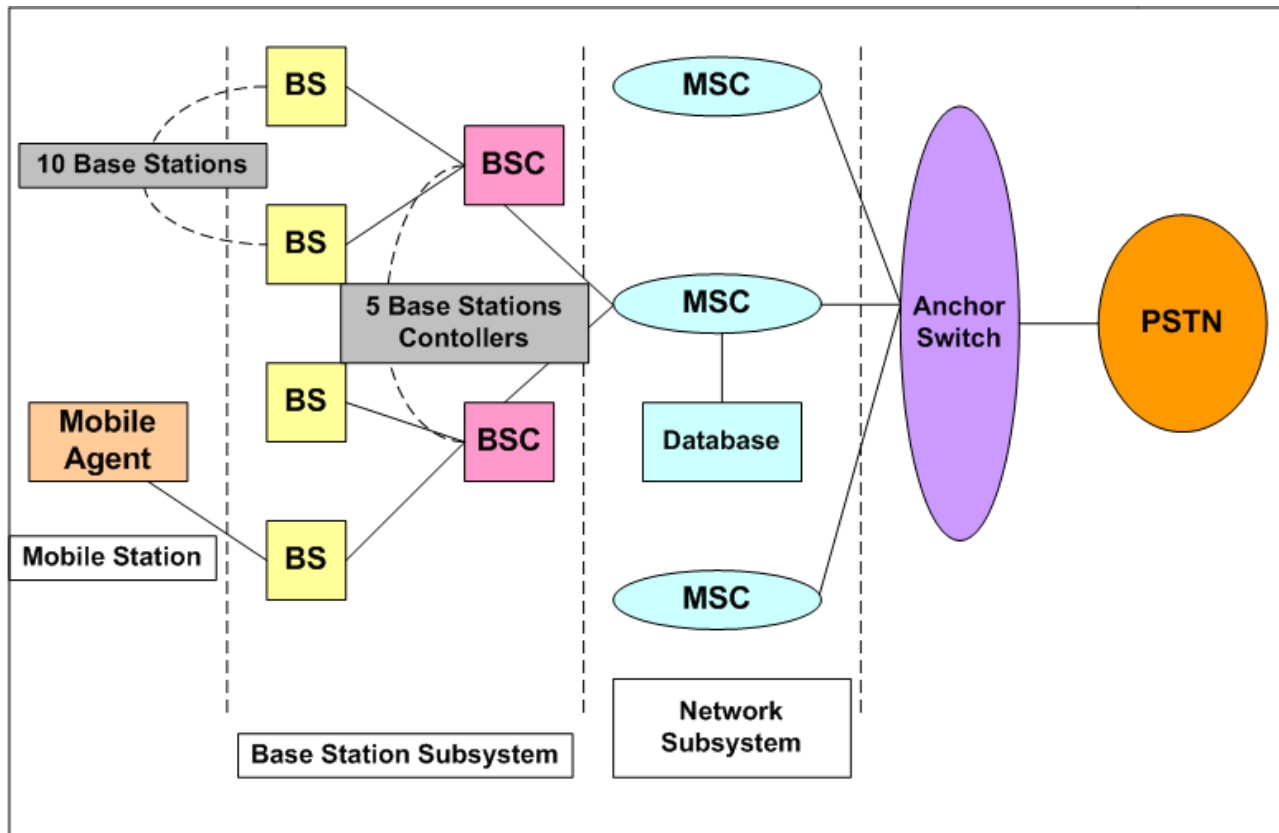 BS
MSC
10 Base Stations
BSC
BS
5 Base Stations
Contollers
MSC
Anchor
Switch
PSTN
BS
Mobile
Agent
BSC
Database
BS
Mobile Station
MSC
Network
Subsystem
Base Station Subsystem